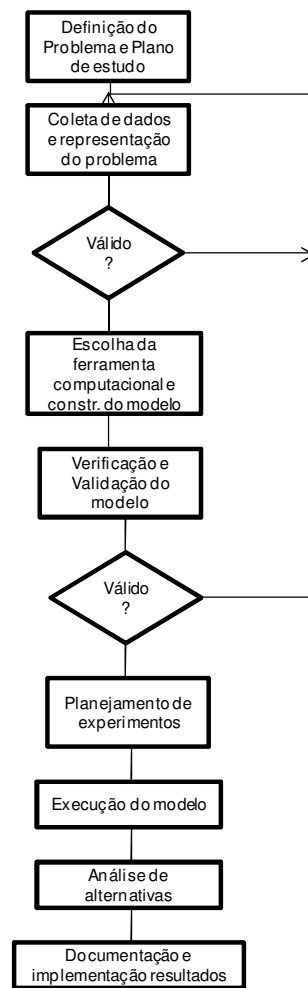 Definição do
Problema e Plano
de estudo
Coleta de dados
e representação
do problema
Válido
?
Escolha da
ferramenta
computacional e
constr. do modelo
Verificação e
Validação do
modelo
Válido
?
Planejamento de
experimentos
Execução do modelo
Análise de
alternativas
Documentação e
implementação resultados